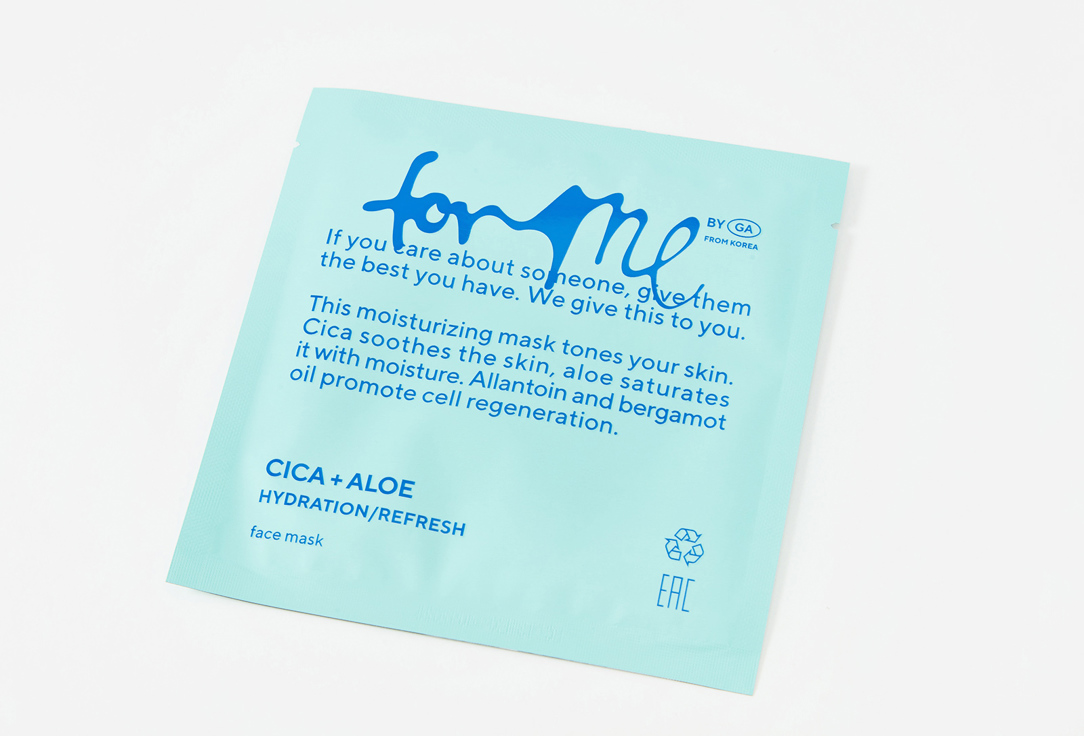 for Me
BY GA
FROM KOREA
If you care about someone, give them
the best you have. We give this to you.
This moisturizing mask tones your skin.
Cica soothes the skin, aloe saturates
it with moisture. Allantoin and bergamot
oil promote cell regeneration.
CICA + ALOE
HYDRATION/REFRESH
face mask
EAC